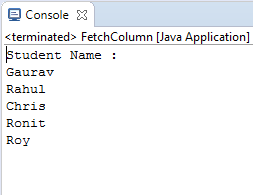 Console
<terminated> FetchColumn [Java Application]
Student Name :
Gaurav
Rahul
Chris
Ronit
Roy